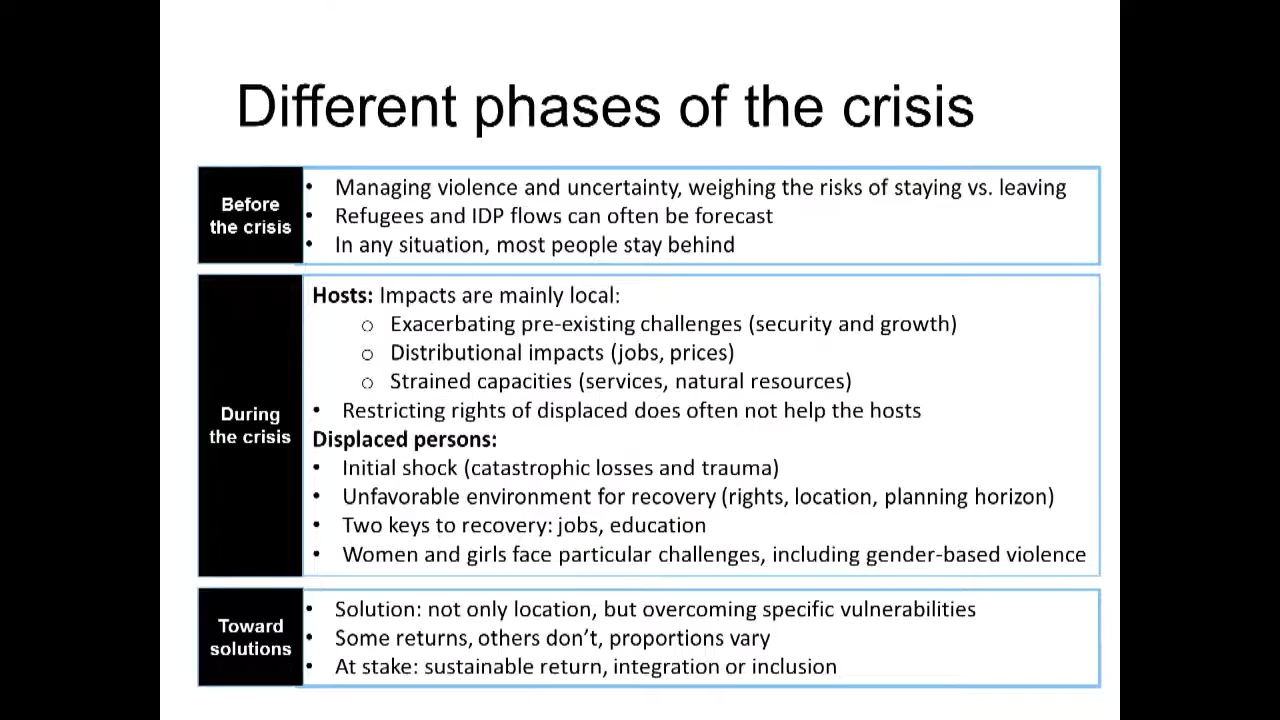 Different phases of the crisis
Before
the crisis
• Managing violence and uncertainty, weighing the risks of staying vs. leaving
• Refugees and IDP flows can often be forecast
• In any situation, most people stay behind
During
the crisis
Hosts: Impacts are mainly local:
o Exacerbating pre-existing challenges (security and growth)
o Distributional impacts (jobs, prices)
o Strained capacities (services, natural resources)
• Restricting rights of displaced does often not help the hosts
Displaced persons:
• Initial shock (catastrophic losses and trauma)
• Unfavorable environment for recovery (rights, location, planning horizon)
• Two keys to recovery: jobs, education
• Women and girls face particular challenges, including gender-based violence
Toward
solutions
• Solution: not only location, but overcoming specific vulnerabilities
• Some returns, others don’t, proportions vary
• At stake: sustainable return, integration or inclusion